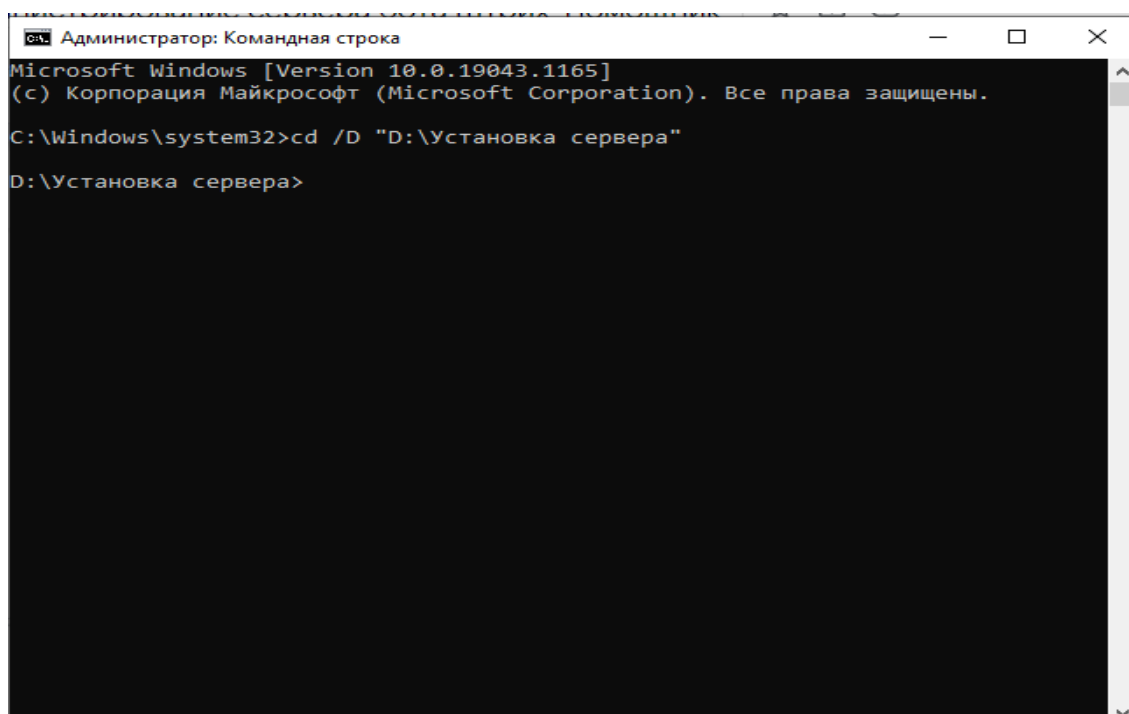 Администратор: Командная строка
Microsoft Windows [Version 10.0.19043.1165]
(c) Корпорация Майкрософт (Microsoft Corporation). Все права защищены.
C:\Windows\system32>cd /D "D:\Установка сервера"
D:\Установка сервера>